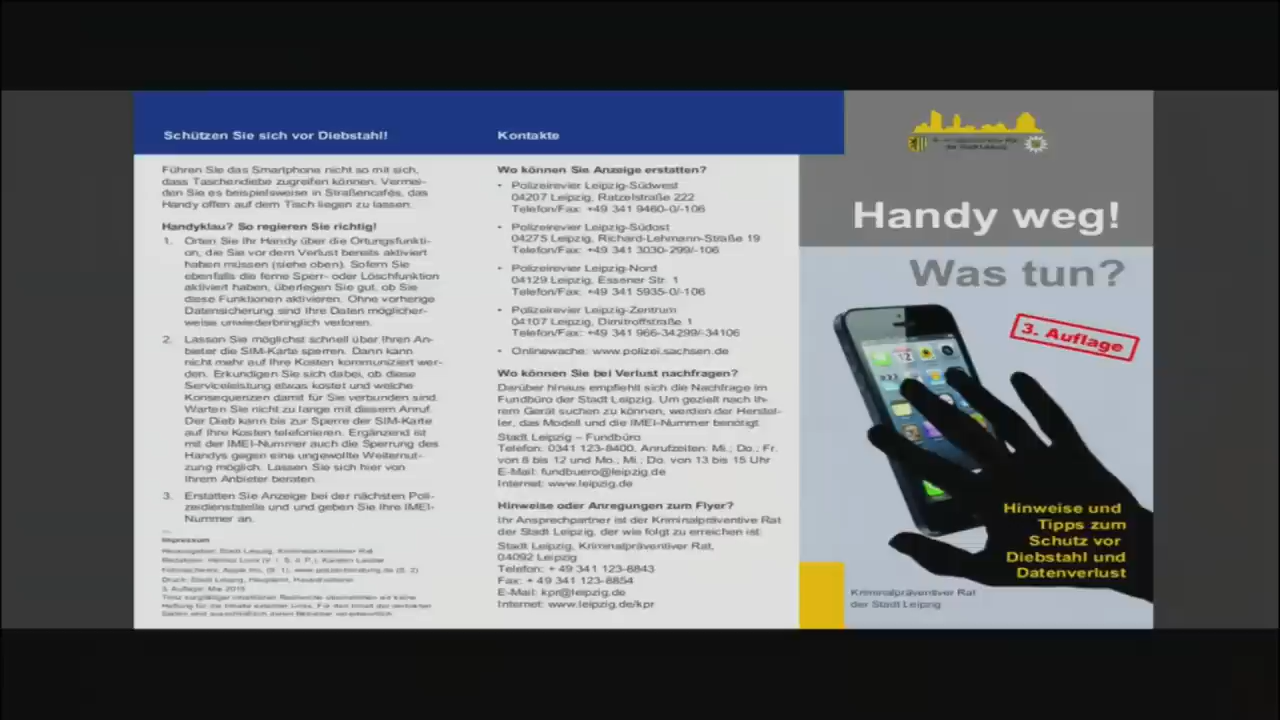 Schützen Sie sich vor Diebstahl!
Führen Sie das Smartphone nicht so mit sich,
dass Taschendiebe zugreifen können. Vermei-
den Sie es beispielsweise in Straßencafés, das
Handy offen auf dem Tisch liegen zu lassen.
Handyklau? So regieren Sie richtig!
1. Orten Sie Ihr Handy über die Ortungsfunkti-
on, die Sie vor dem Verlust bereits aktiviert
haben müssen (siehe oben). Sofern Sie
ebenfalls die ferne Sperr- oder Löschfunktion
aktiviert haben, überlegen Sie gut, ob Sie
diese Funktionen aktivieren. Ohne vorherige
Datensicherung sind Ihre Daten möglicher-
weise unwiederbringlich verloren.
2. Lassen Sie möglichst schnell über Ihren An-
bieter die SIM-Karte sperren. Dann kann
nicht mehr auf Ihre Kosten kommuniziert wer-
den. Erkundigen Sie sich dabei, ob diese
Serviceleistung etwas kostet und welche
Konsequenzen damit für Sie verbunden sind.
Warten Sie nicht zu lange mit diesem Anruf.
Der Dieb kann bis zur Sperre der SIM-Karte
auf Ihre Kosten telefonieren. Ergänzend ist
mit der IMEI-Nummer auch die Sperrung des
Handys gegen eine ungewollte Weiternut-
zung möglich. Lassen Sie sich hier von
Ihrem Anbieter beraten.
3. Erstatten Sie Anzeige bei der nächsten Poli-
zeidienststelle und und geben Sie Ihre IMEI-
Nummer an.
Impressum
Herausgeber: Stadt Leipzig, Kriminalpräventiver Rat
Druck: Stadt Leipzig, Hauptamt,
3. Auflage: Mai 2015
Kontakte
Wo können Sie Anzeige erstatten?
• Polizeirevier Leipzig-Südwest
04207 Leipzig, Ratzelstraße 222
Telefon/Fax: +49 341 9460-0/-106
• Polizeirevier Leipzig-Südost
04275 Leipzig, Richard-Lehmann-Straße 19
Telefon/Fax: +49 341 3030-299/-106
• Polizeirevier Leipzig-Nord
04129 Leipzig, Essener Str. 1
Telefon/Fax: +49 341 5935-0/-106
• Polizeirevier Leipzig-Zentrum
04107 Leipzig, Dimitroffstraße 1
Telefon/Fax: +49 341 966-34299/-34106
• Onlinewache: www.polizei.sachsen.de
Wo können Sie bei Verlust nachfragen?
Darüber hinaus empfiehlt sich die Nachfrage im
Fundbüro der Stadt Leipzig. Um gezielt nach Ih-
rem Gerät suchen zu können, werden der Herstel-
ler, das Modell und die IMEI-Nummer benötigt.
Stadt Leipzig – Fundbüro
Telefon: 0341 123-8400, Anrufzeiten: Mi., Do., Fr.
von 8 bis 12 und Mo., Mi., Do. von 13 bis 15 Uhr
E-Mail: fundbuero@leipzig.de
Internet: www.leipzig.de
Hinweise oder Anregungen zum Flyer?
Ihr Ansprechpartner ist der Kriminalpräventive Rat
der Stadt Leipzig, der wie folgt zu erreichen ist:
Stadt Leipzig, Kriminalpräventiver Rat,
04092 Leipzig
Telefon: + 49 341 123-8843
Fax: + 49 341 123-8854
E-Mail: kpr@leipzig.de
Internet: www.leipzig.de/kpr
der Stadt Leipzig
Handy weg!
Was tun?
3. Auflage
12
Hinweise und
Tipps zum
Schutz vor
Diebstahl und
Datenverlust
Kriminalpräventiver Rat
der Stadt Leipzig